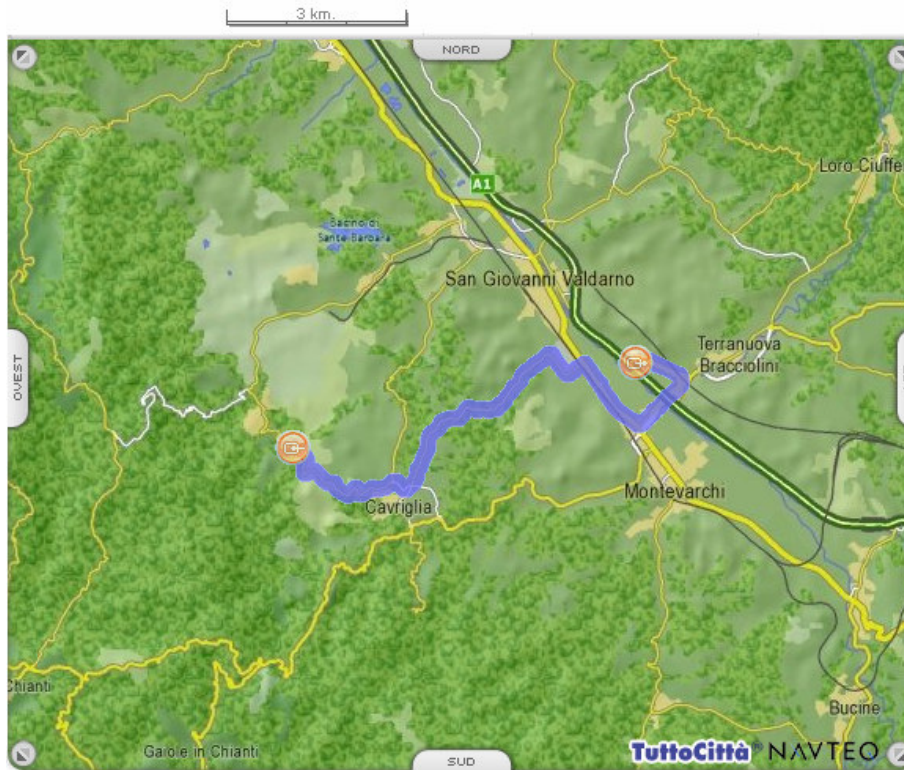 3 km.
NORD
Loro Ciuffe
A1
Bacino di
Sante Barbara
San Giovanni Valdarno
OVEST
Terranuova
Bracciolini
Montevarchi
Cavriglia
Chianti
Bucine
Gaiole in Chianti
TuttoCittà® NAVTEQ
SUD